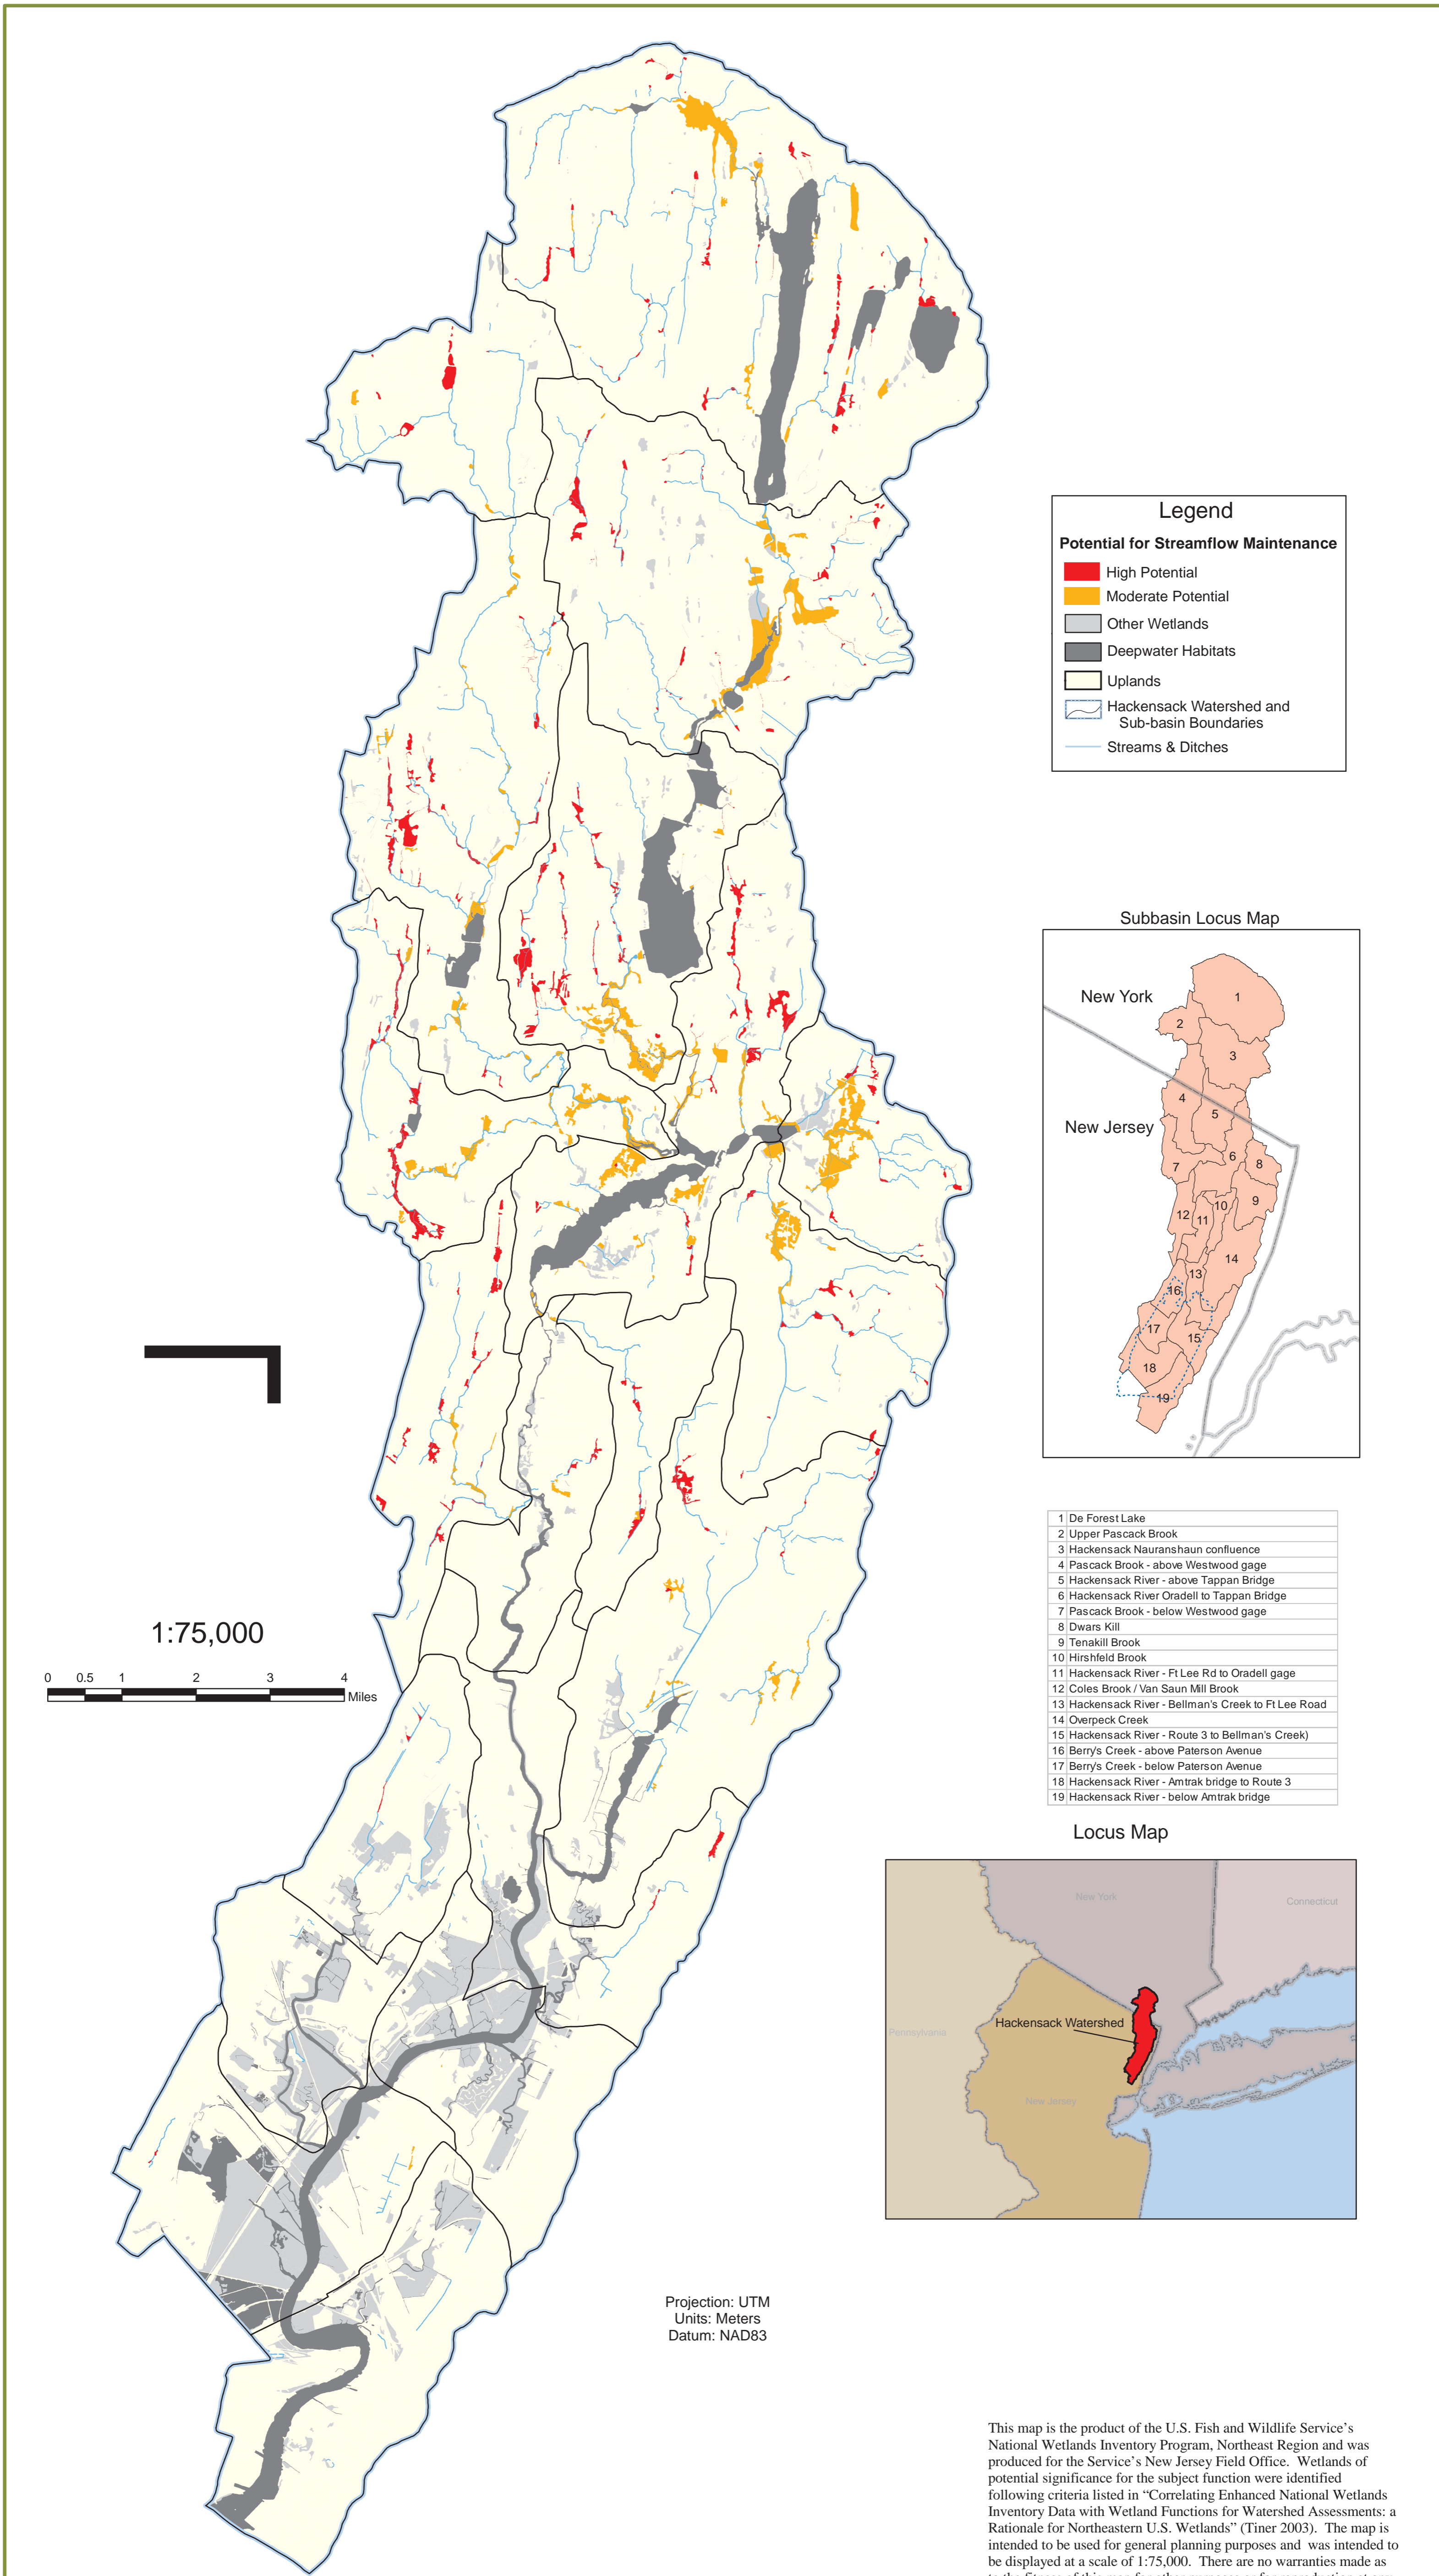 Legend
Potential for Streamflow Maintenance
High Potential
Moderate Potential
Other Wetlands
Deepwater Habitats
Uplands
Hackensack Watershed and
Sub-basin Boundaries
Streams & Ditches
Subbasin Locus Map
New York
New Jersey
1
2
3
4
5
6
7
8
9
10
11
12
13
14
15
16
17
18
19
1:75,000
0 0.5 1 2 3 4
Miles
1 De Forest Lake
2 Upper Pascack Brook
3 Hackensack Nauranshaun confluence
4 Pascack Brook - above Westwood gage
5 Hackensack River - above Tappan Bridge
6 Hackensack River Oradell to Tappan Bridge
7 Pascack Brook - below Westwood gage
8 Dwars Kill
9 Tenakill Brook
10 Hirshfeld Brook
11 Hackensack River - Ft Lee Rd to Oradell gage
12 Coles Brook / Van Saun Mill Brook
13 Hackensack River - Bellman's Creek to Ft Lee Road
14 Overpeck Creek
15 Hackensack River - Route 3 to Bellman's Creek)
16 Berry's Creek - above Paterson Avenue
17 Berry's Creek - below Paterson Avenue
18 Hackensack River - Amtrak bridge to Route 3
19 Hackensack River - below Amtrak bridge
Locus Map
New York
Connecticut
Hackensack Watershed
Pennsylvania
New Jersey
Projection: UTM
Units: Meters
Datum: NAD83
This map is the product of the U.S. Fish and Wildlife Service's
National Wetlands Inventory Program, Northeast Region and was
produced for the Service's New Jersey Field Office. Wetlands of
potential significance for the subject function were identified
following criteria listed in "Correlating Enhanced National Wetlands
Inventory Data with Wetland Functions for Watershed Assessments: a
Rationale for Northeastern U.S. Wetlands" (Tiner 2003). The map is
intended to be used for general planning purposes and was intended to
be displayed at a scale of 1:75,000. There are no warranties made as